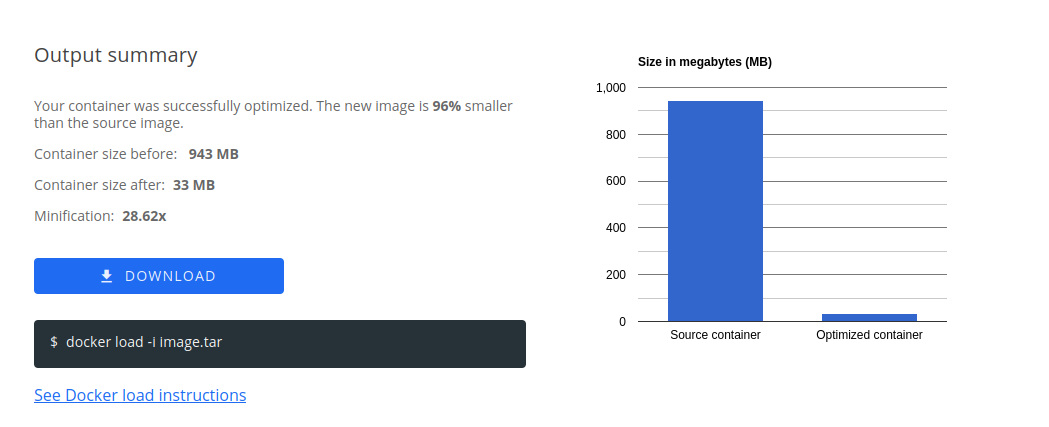 Output summary
Your container was successfully optimized. The new image is 96% smaller
than the source image.
Container size before: 943 MB
Container size after: 33 MB
Minification: 28.62x
DOWNLOAD
$ docker load -i image.tar
See Docker load instructions
Size in megabytes (MB)
1,000
800
600
400
200
0
Source container
Optimized container